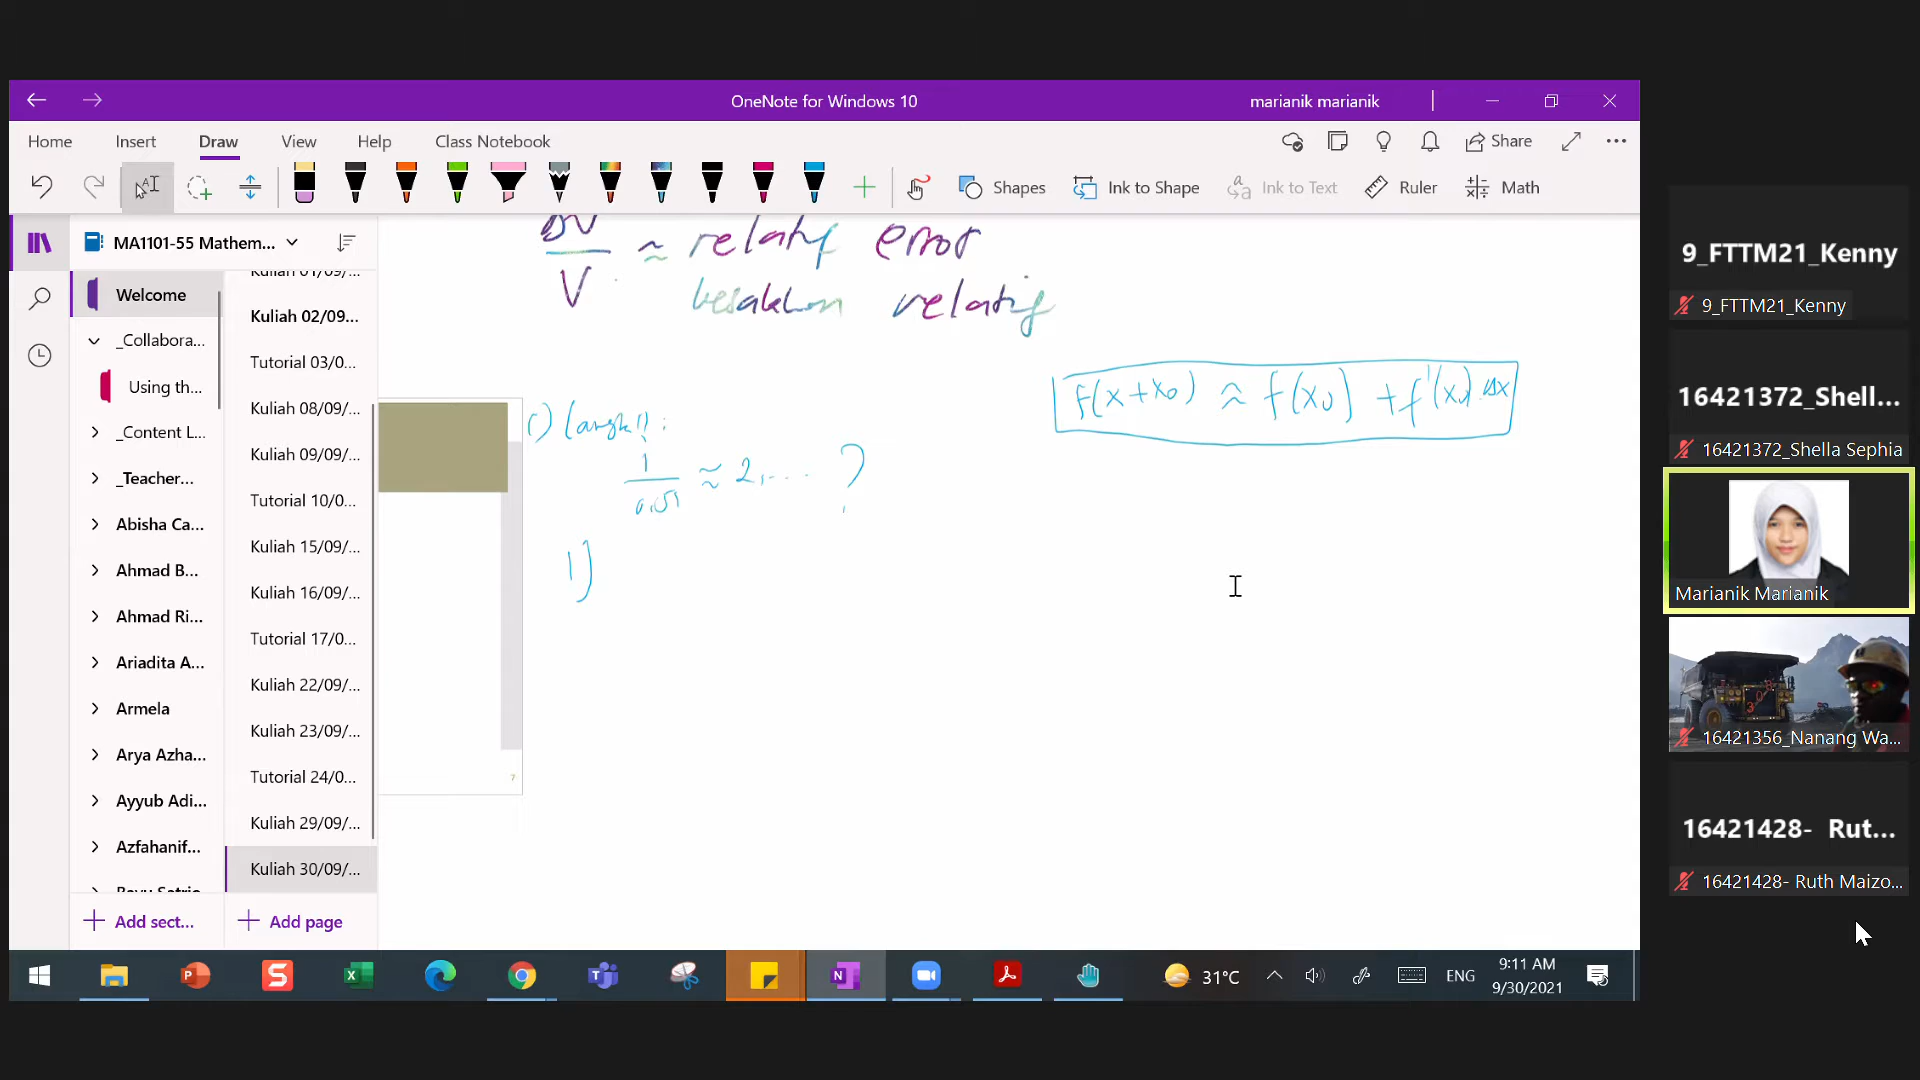 OneNote for Windows 10
marianik marianik
Home Insert Draw View Help Class Notebook
Share
Shapes Ink to Shape Ink to Text Ruler Math
MA1101-55 Mathem...
Welcome
_Collabora...
Using th...
_Content L...
_Teacher...
Abisha Ca...
Ahmad B...
Ahmad Ri...
Ariadita A...
Armela
Arya Azha...
Ayyub Adi...
Azfahanif...
Add sect...
Kuliah 01/09/...
Kuliah 02/09...
Tutorial 03/0...
Kuliah 08/09/...
Kuliah 09/09/...
Tutorial 10/0...
Kuliah 15/09/...
Kuliah 16/09/...
Tutorial 17/0...
Kuliah 22/09/...
Kuliah 23/09/...
Tutorial 24/0...
Kuliah 29/09/...
Kuliah 30/09/...
Add page
ΔV
— ≈ relatif error
V
relatif
f(x+x₀) ≈ f(x₀) + f'(x₀).Δx
1
— ≈ 2,.... ?
1)
7
9_FTTM21_Kenny
9_FTTM21_Kenny
16421372_Shell...
16421372_Shella Sephia
Marianik Marianik
16421356_Nanang Wa...
16421428- Rut...
16421428- Ruth Maizo...
31°C
ENG
9:11 AM
9/30/2021